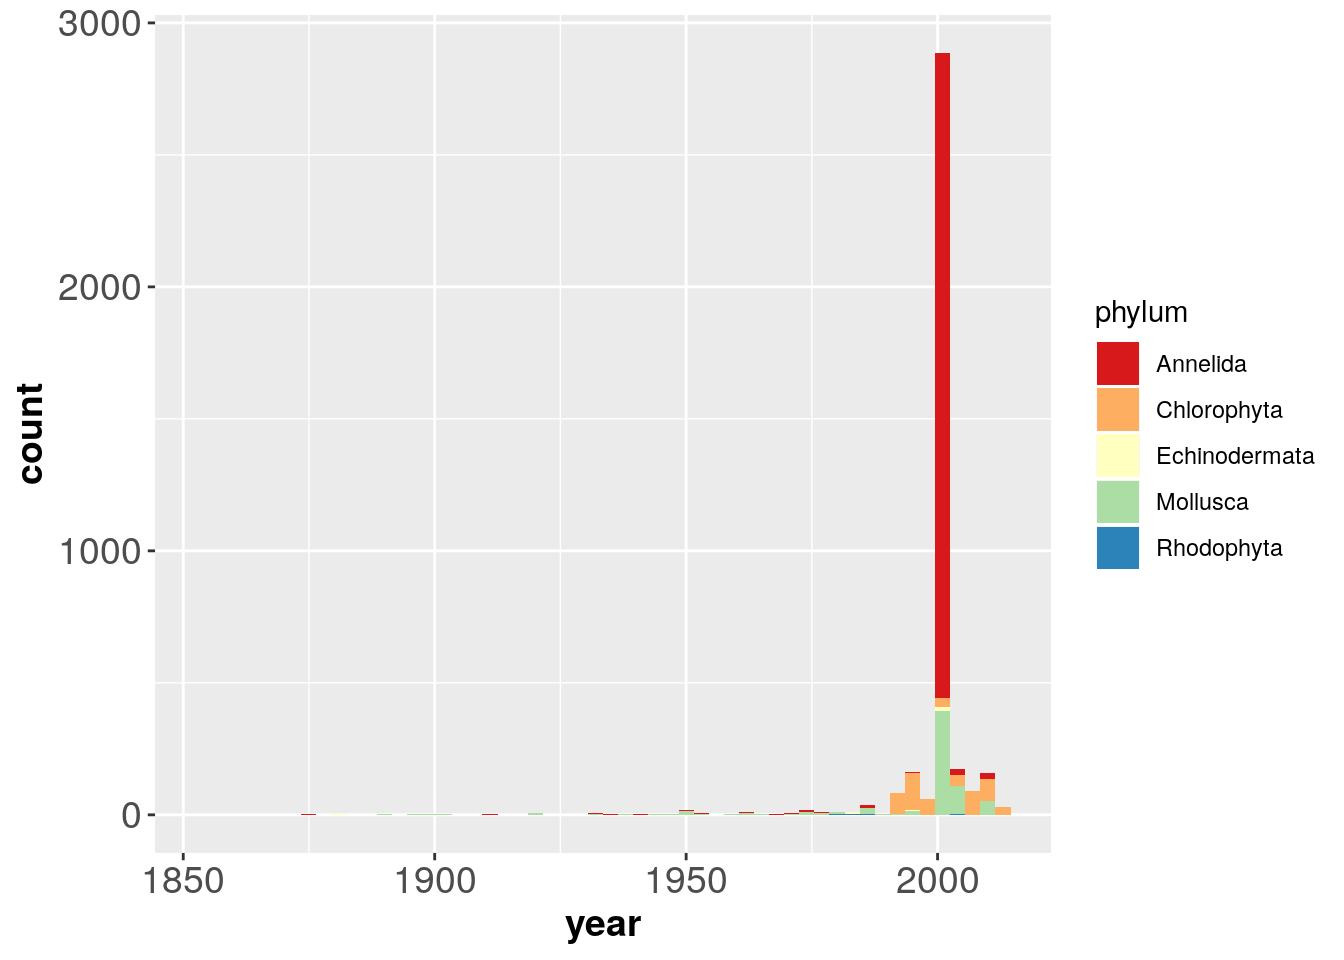 3000
2000
1000
0
count
1850 1900 1950 2000
year
phylum
Annelida
Chlorophyta
Echinodermata
Mollusca
Rhodophyta